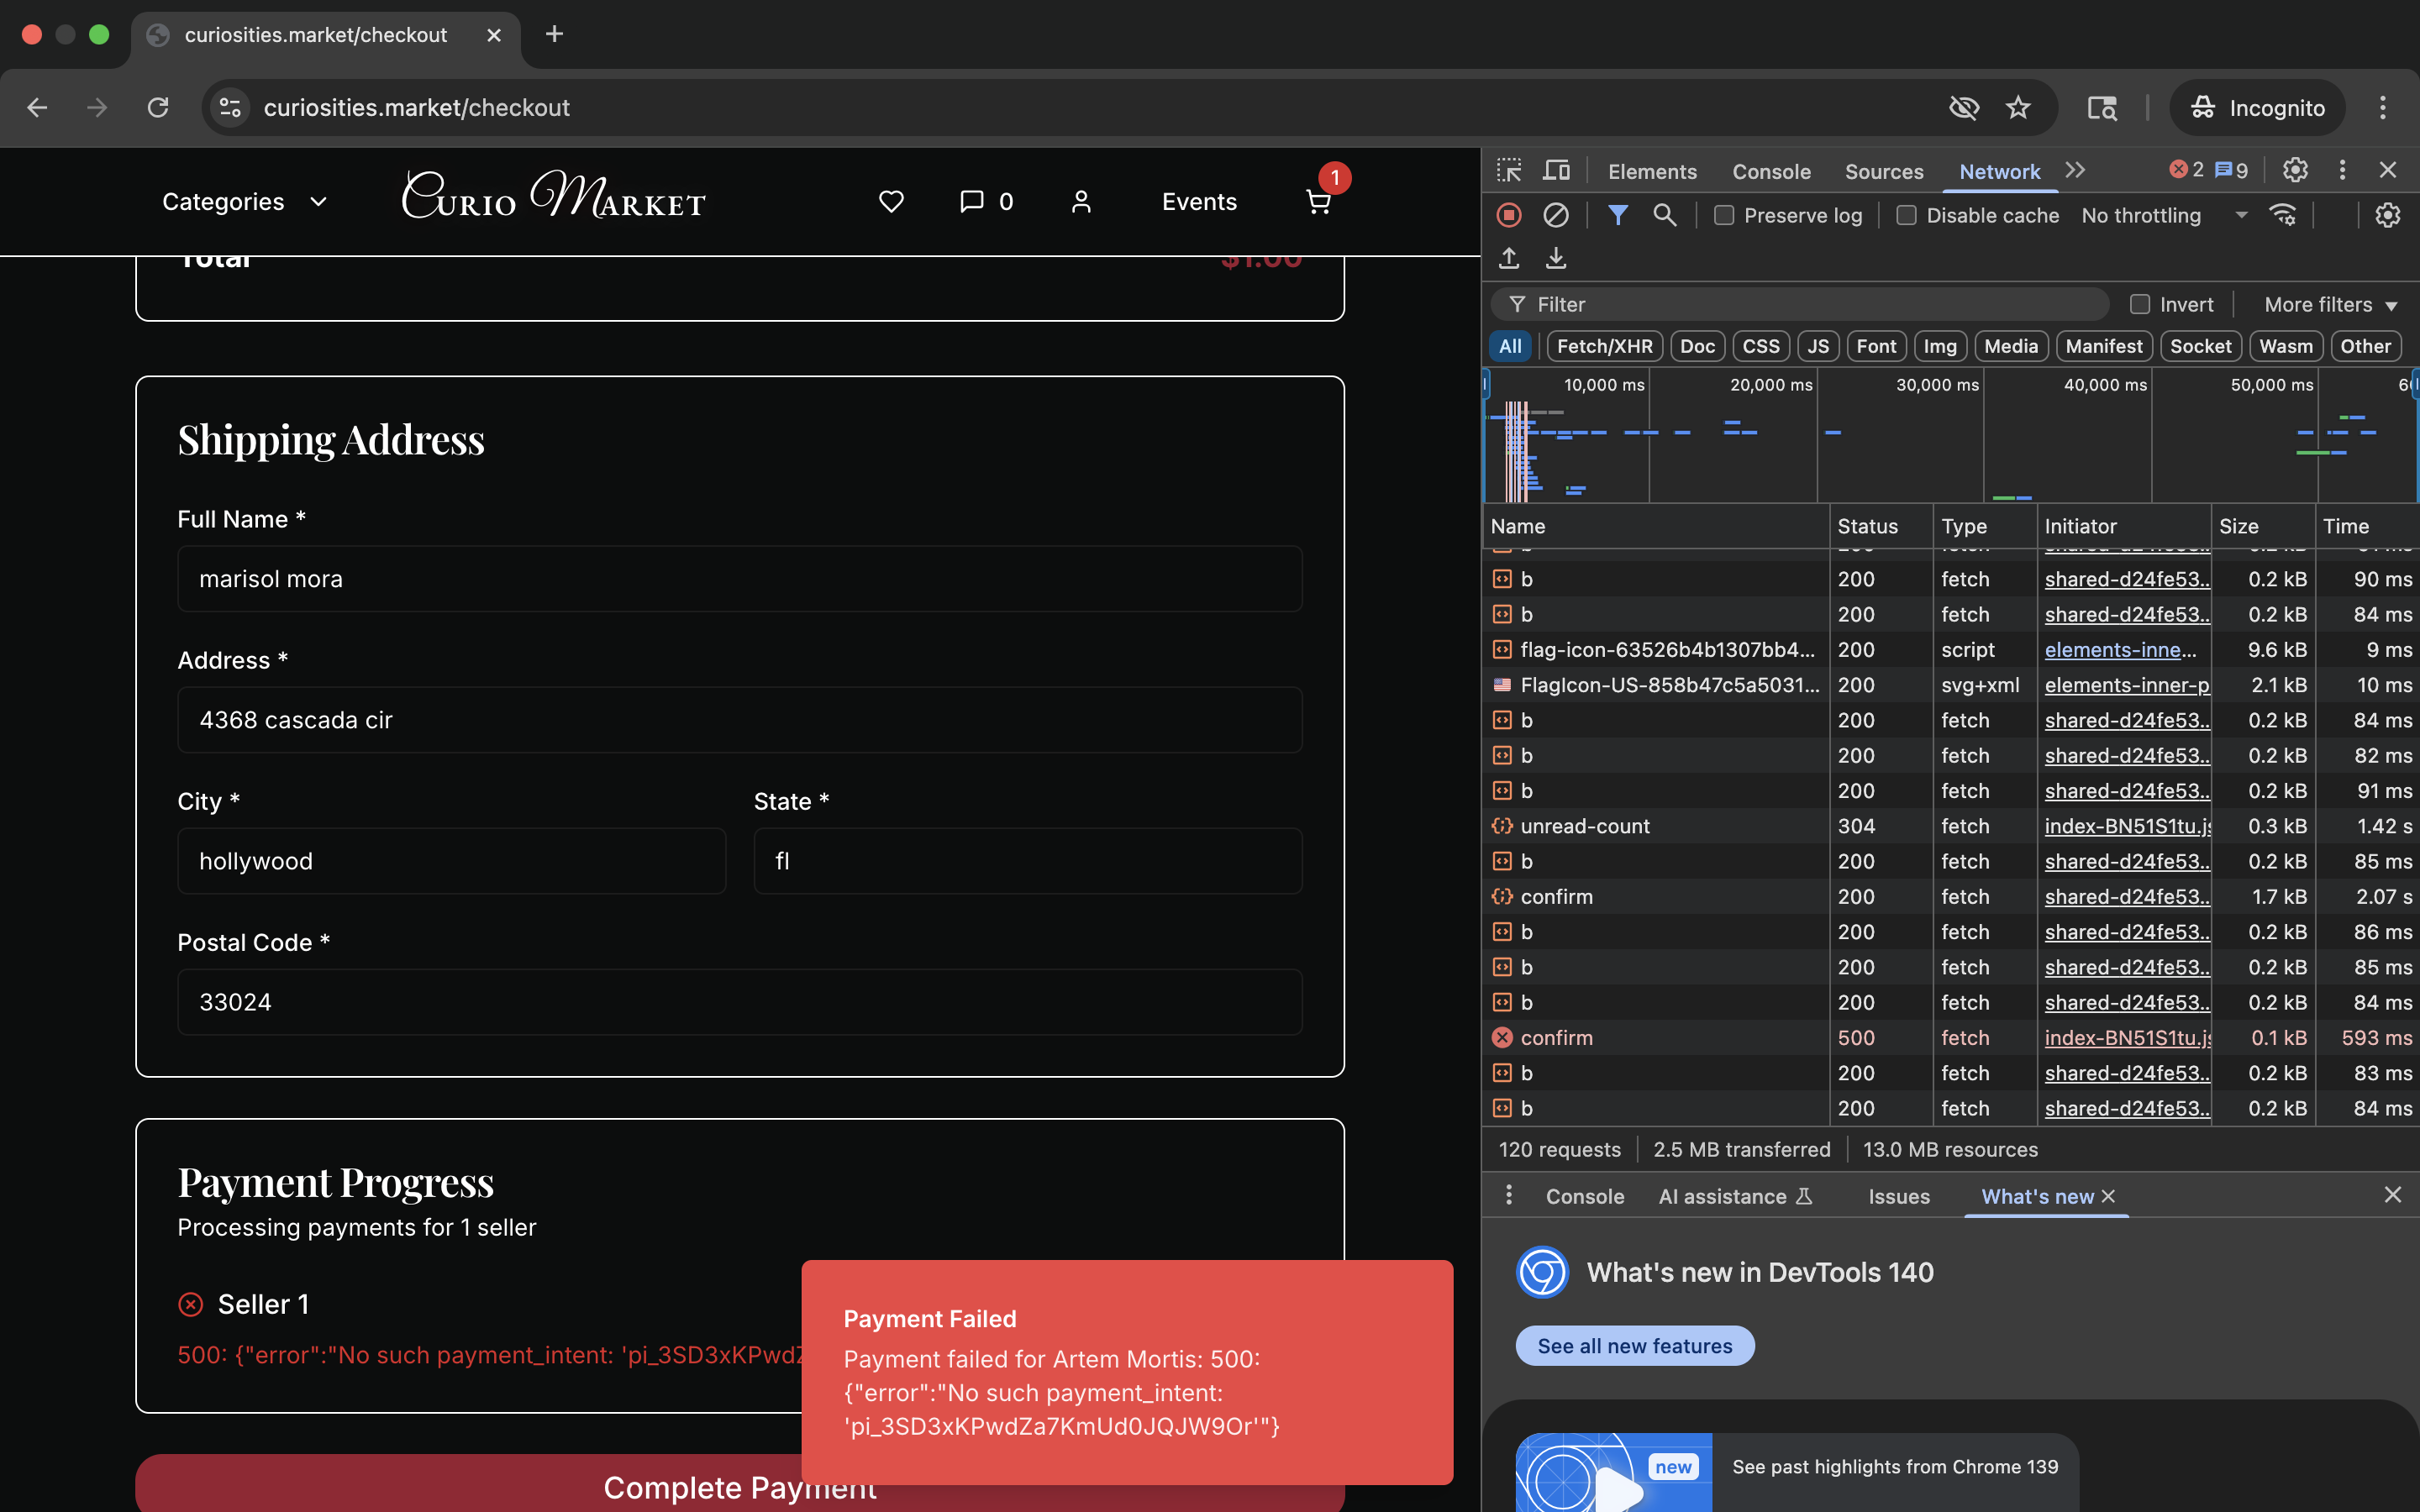 curiosities.market/checkout
curiosities.market/checkout
Incognito
Categories
Curio Market
0
Events
1
Total
$1.00
Shipping Address
Full Name *
marisol mora
Address *
4368 cascada cir
City *
State *
hollywood
fl
Postal Code *
33024
Payment Progress
Processing payments for 1 seller
Seller 1
500: {"error":"No such payment_intent: 'pi_3SD3xKPwdZ
Payment Failed
Payment failed for Artem Mortis: 500:
{"error":"No such payment_intent:
'pi_3SD3xKPwdZa7KmUd0JQJW9Or'"}
Complete Payment
Elements Console Sources Network 2 9
Preserve log Disable cache No throttling
Filter Invert More filters
All Fetch/XHR Doc CSS JS Font Img Media Manifest Socket Wasm Other
10,000 ms 20,000 ms 30,000 ms 40,000 ms 50,000 ms
Name Status Type Initiator Size Time
b 200 fetch shared-d24fe53... 0.2 kB 90 ms
b 200 fetch shared-d24fe53... 0.2 kB 84 ms
flag-icon-63526b4b1307bb4... 200 script elements-inne... 9.6 kB 9 ms
FlagIcon-US-858b47c5a5031... 200 svg+xml elements-inner-p 2.1 kB 10 ms
b 200 fetch shared-d24fe53... 0.2 kB 84 ms
b 200 fetch shared-d24fe53... 0.2 kB 82 ms
b 200 fetch shared-d24fe53... 0.2 kB 91 ms
unread-count 304 fetch index-BN51S1tu.js 0.3 kB 1.42 s
b 200 fetch shared-d24fe53... 0.2 kB 85 ms
confirm 200 fetch shared-d24fe53... 1.7 kB 2.07 s
b 200 fetch shared-d24fe53... 0.2 kB 86 ms
b 200 fetch shared-d24fe53... 0.2 kB 85 ms
b 200 fetch shared-d24fe53... 0.2 kB 84 ms
confirm 500 fetch index-BN51S1tu.js 0.1 kB 593 ms
b 200 fetch shared-d24fe53... 0.2 kB 83 ms
b 200 fetch shared-d24fe53... 0.2 kB 84 ms
120 requests 2.5 MB transferred 13.0 MB resources
Console AI assistance Issues What's new
What's new in DevTools 140
See all new features
new
See past highlights from Chrome 139